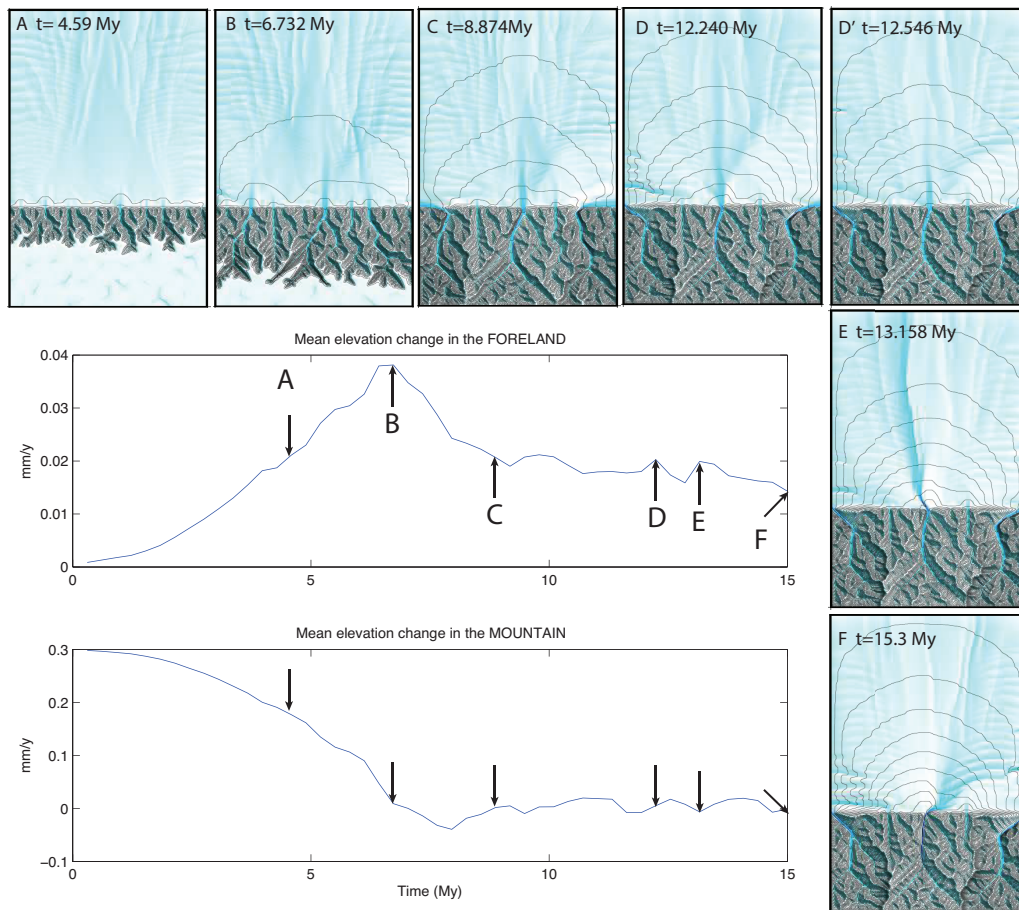 A t= 4.59 My
B t=6.732 My
C t=8.874My
D t=12.240 My
D’ t=12.546 My
E t=13.158 My
F t=15.3 My
Mean elevation change in the FORELAND
0.04
0.03
0.02
0.01
0
mm/y
A
B
C
D
E
F
0
5
10
15
Mean elevation change in the MOUNTAIN
0.3
0.2
0.1
0
−0.1
mm/y
0
5
10
15
Time (My)